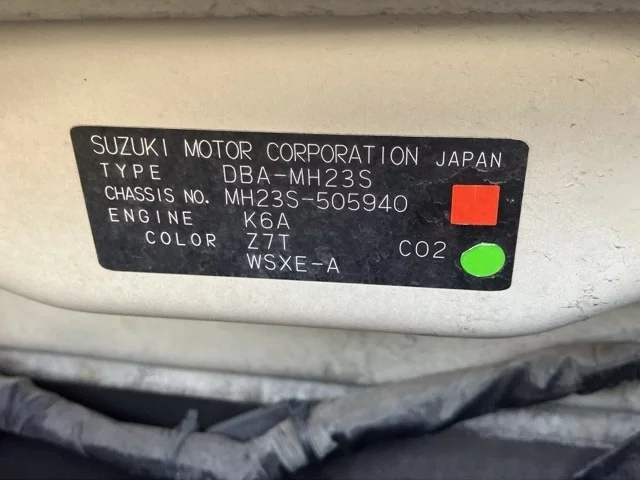 SUZUKI MOTOR CORPORATION JAPAN
TYPE DBA-MH23S
CHASSIS NO. MH23S-505940
ENGINE K6A
COLOR Z7T CO2
WSXE-A